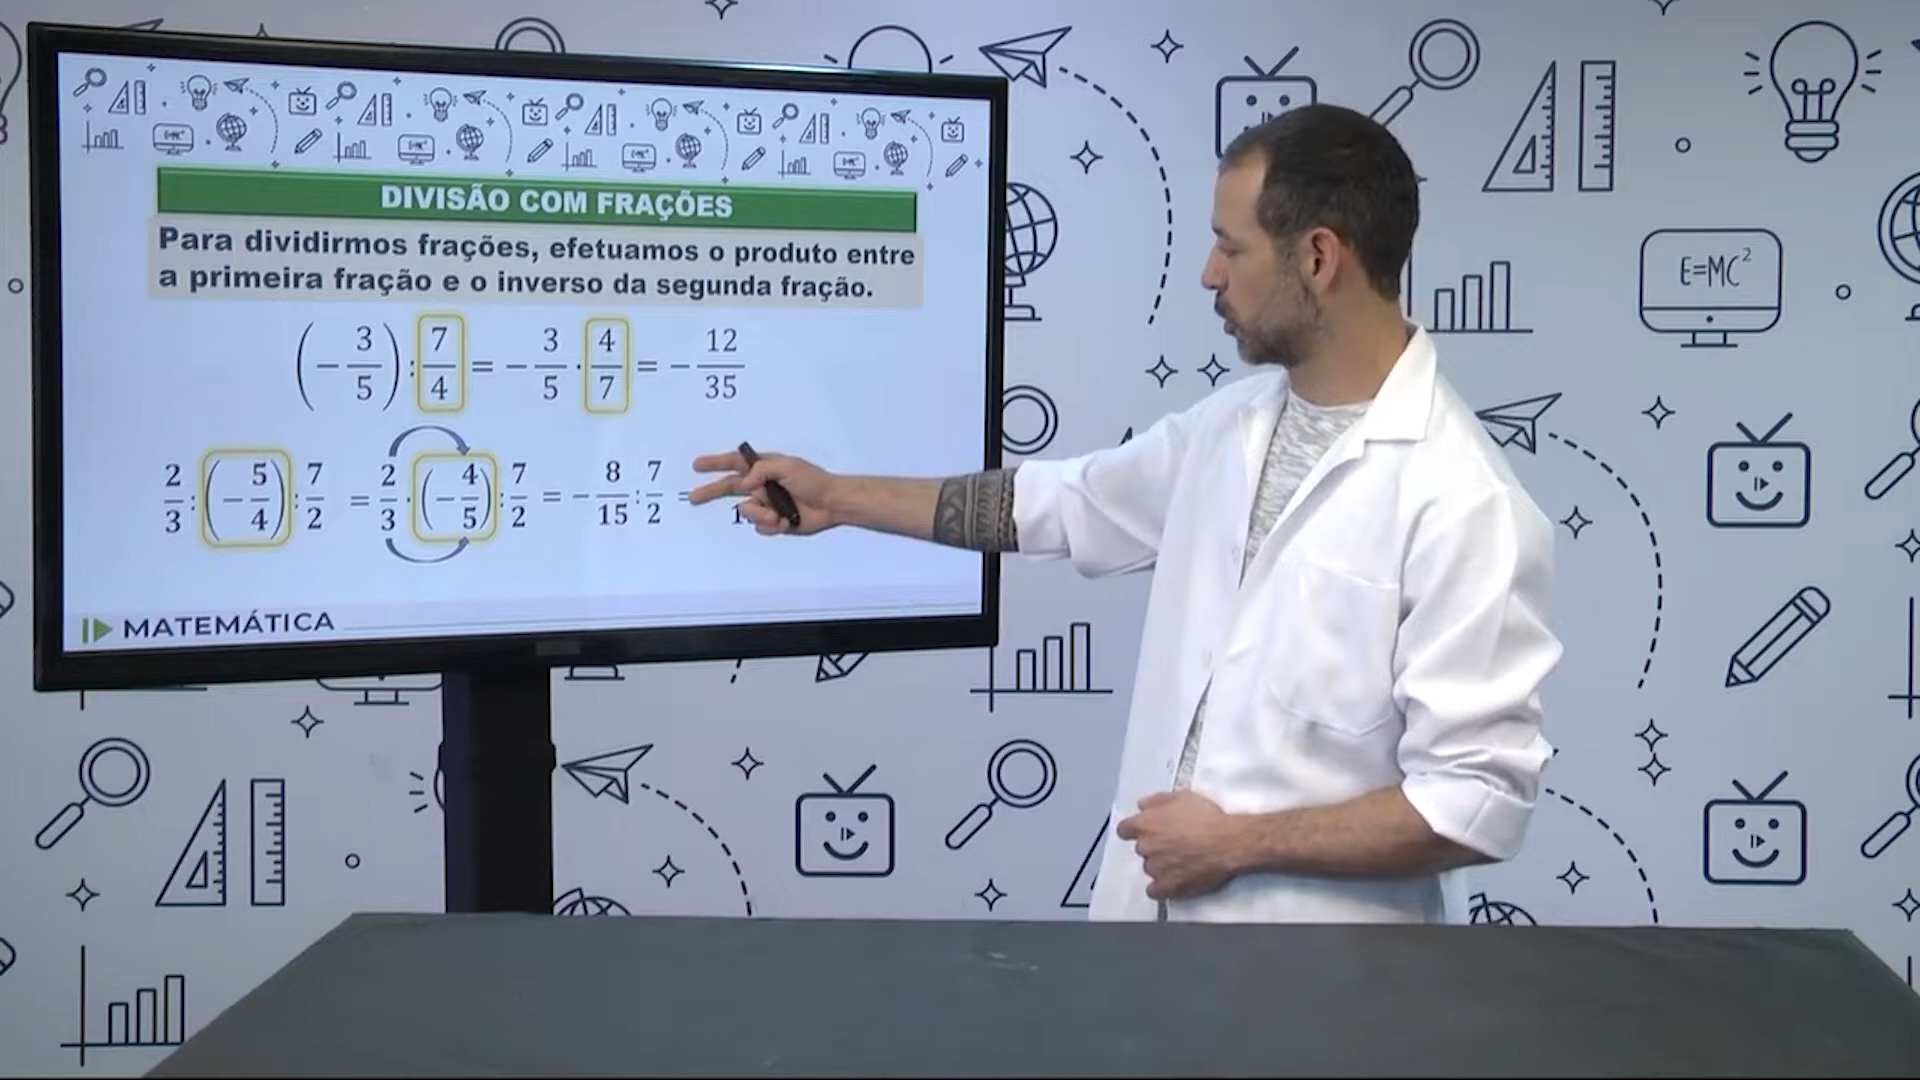 DIVISÃO COM FRAÇÕES
Para dividirmos frações, efetuamos o produto entre
a primeira fração e o inverso da segunda fração.
(− 3/5) : 7/4 = − 3/5 · 4/7 = − 12/35
2/3 : (− 5/4) : 7/2 = 2/3 · (− 4/5) : 7/2 = − 8/15 : 7/2 =
MATEMÁTICA
E=MC²